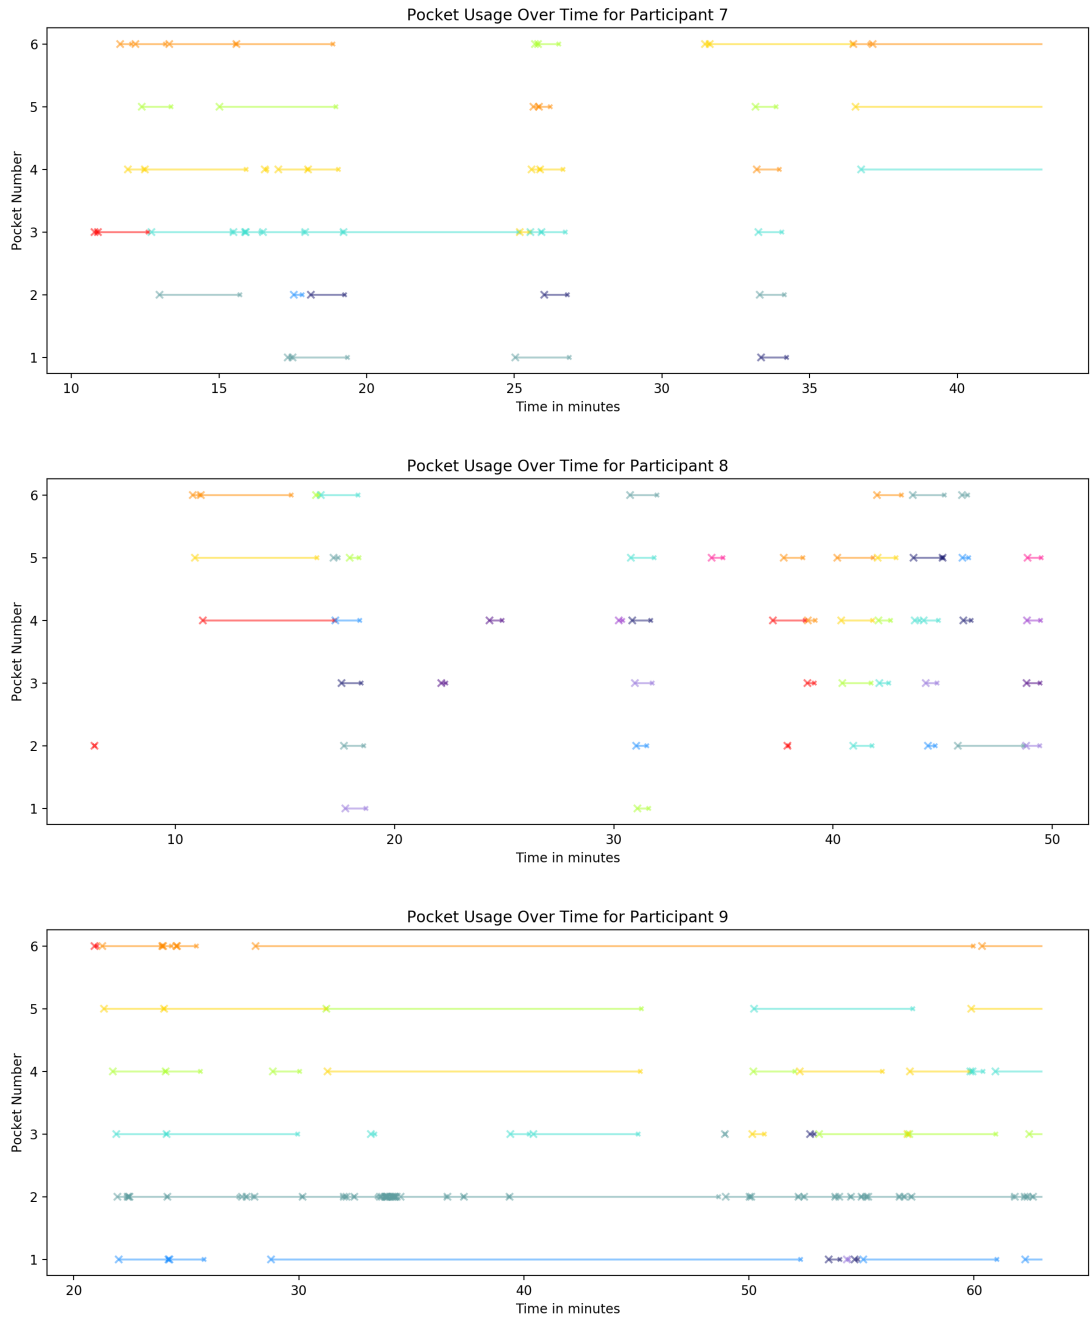 Pocket Usage Over Time for Participant 7
Pocket Number
6
5
4
3
2
1
10 15 20 25 30 35 40
Time in minutes
Pocket Usage Over Time for Participant 8
Pocket Number
6
5
4
3
2
1
10 20 30 40 50
Time in minutes
Pocket Usage Over Time for Participant 9
Pocket Number
6
5
4
3
2
1
20 30 40 50 60
Time in minutes